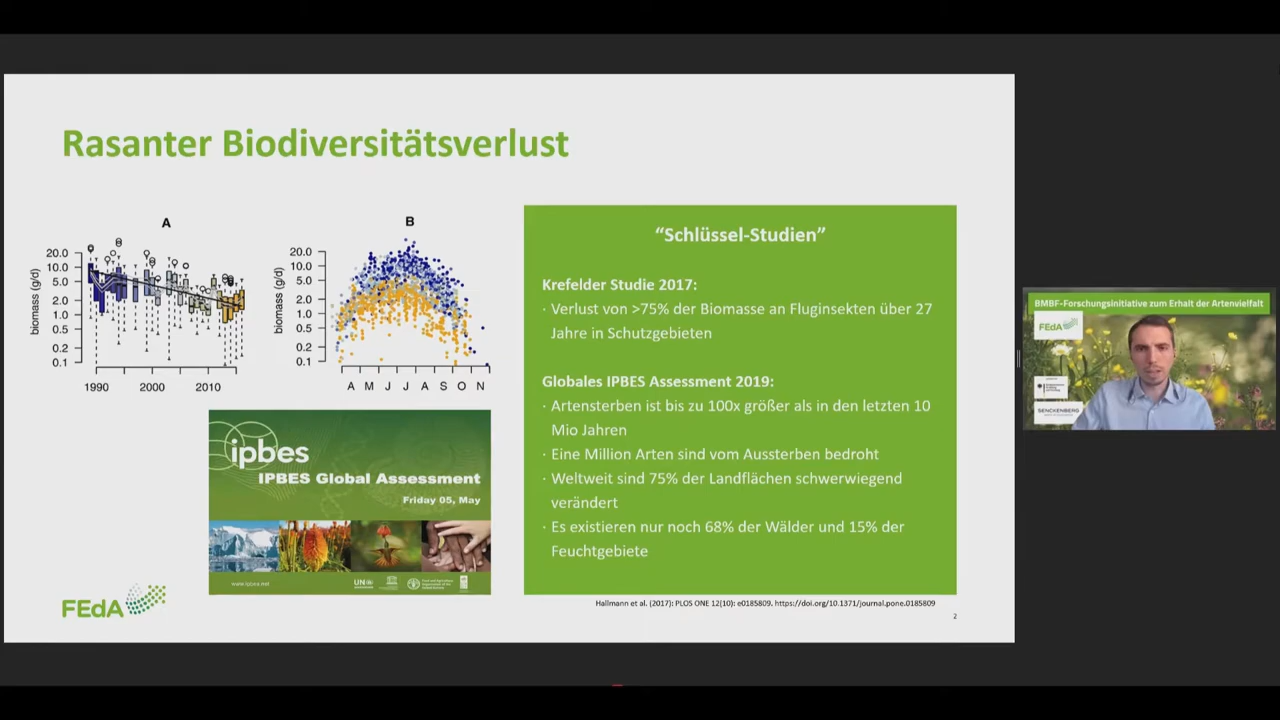 Rasanter Biodiversitätsverlust
A
biomass (g/d)
20.0
10.0
5.0
2.0
1.0
0.5
0.2
0.1
1990 2000 2010
B
biomass (g/d)
20.0
10.0
5.0
2.0
1.0
0.5
0.2
0.1
A M J J A S O N
ipbes
IPBES Global Assessment
Friday 05, May
www.ipbes.net
UN
FEdA
“Schlüssel-Studien”
Krefelder Studie 2017:
· Verlust von >75% der Biomasse an Fluginsekten über 27
Jahre in Schutzgebieten
Globales IPBES Assessment 2019:
· Artensterben ist bis zu 100x größer als in den letzten 10
Mio Jahren
· Eine Million Arten sind vom Aussterben bedroht
· Weltweit sind 75% der Landflächen schwerwiegend
verändert
· Es existieren nur noch 68% der Wälder und 15% der
Feuchtgebiete
Hallmann et al. (2017): PLOS ONE 12(10): e0185809. https://doi.org/10.1371/journal.pone.0185809
2
BMBF-Forschungsinitiative zum Erhalt der Artenvielfalt
FEdA
SENCKENBERG